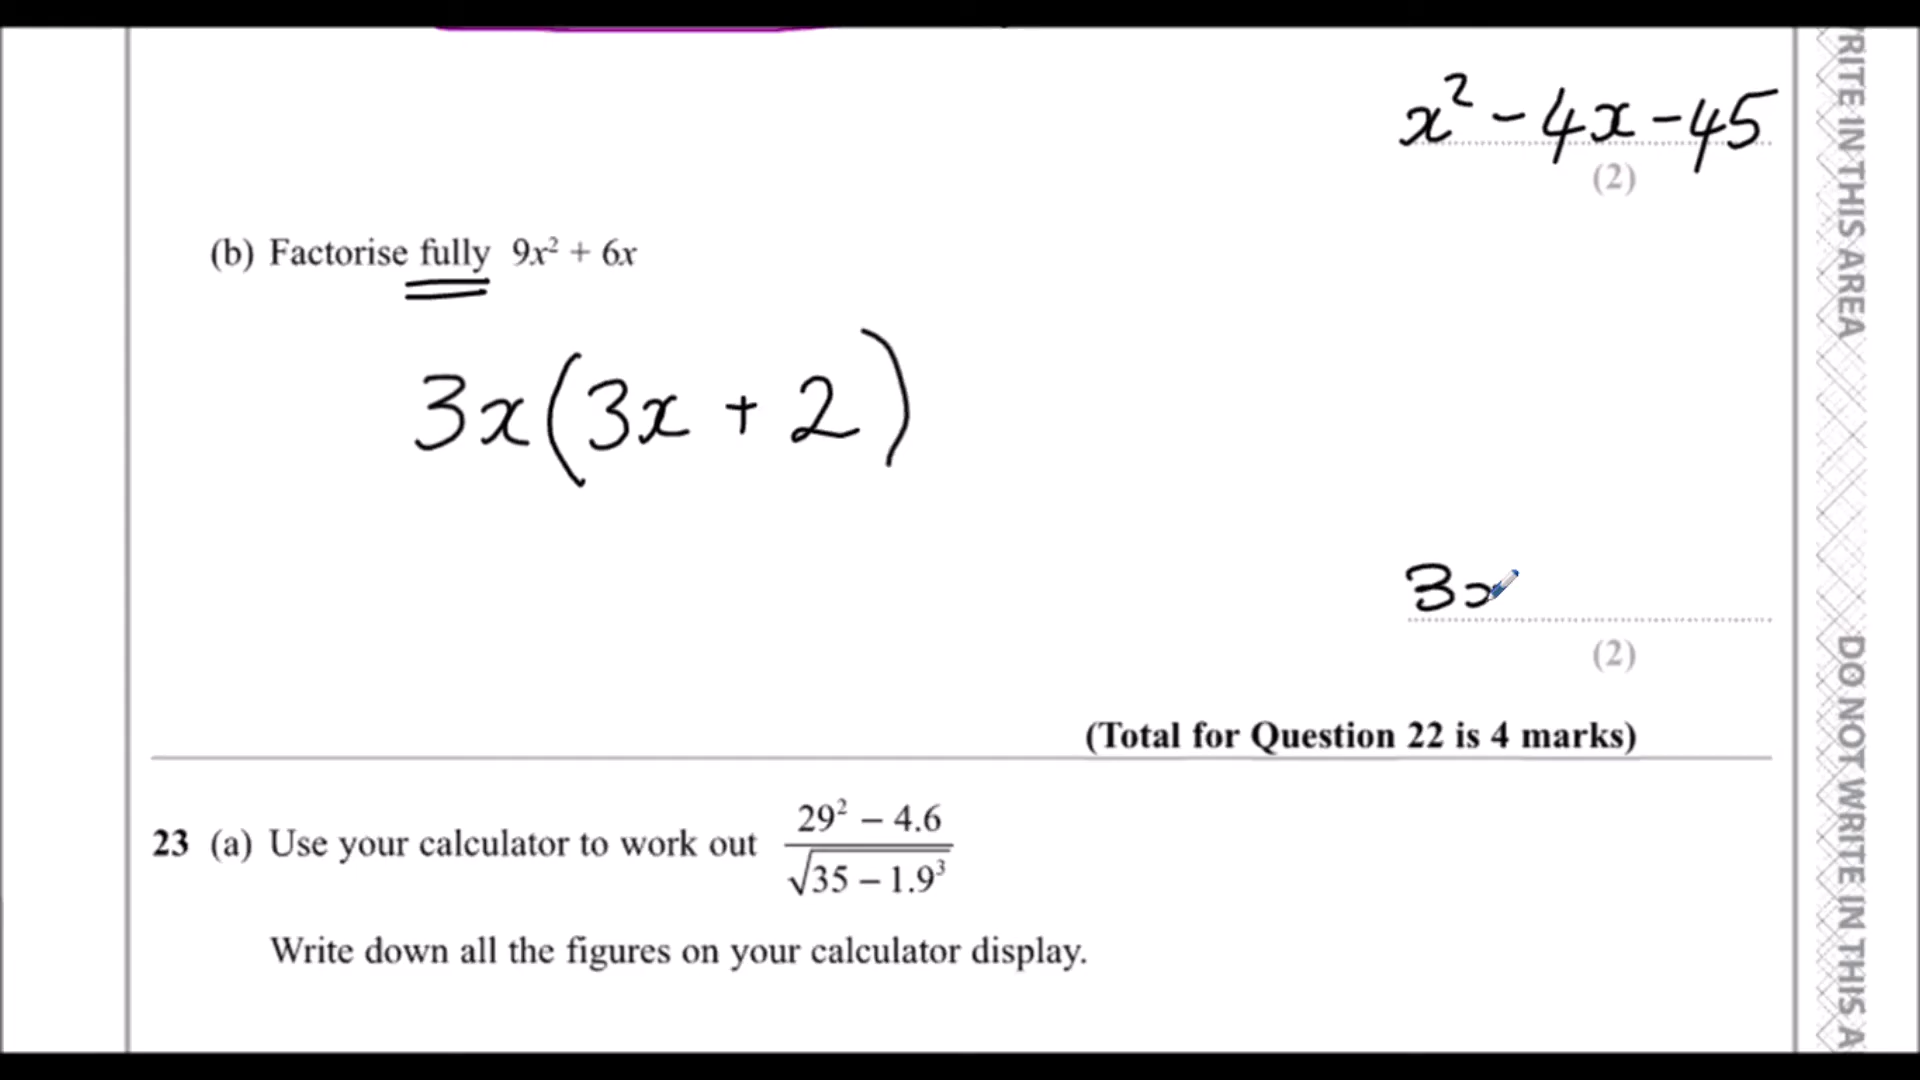 x² – 4x – 45
(2)
(b) Factorise fully 9x² + 6x
3x(3x + 2)
3x
(2)
(Total for Question 22 is 4 marks)
23 (a) Use your calculator to work out (29² – 4.6)/√(35 – 1.9³)
Write down all the figures on your calculator display.
RITE IN THIS AREA
DO NOT WRITE IN THIS A